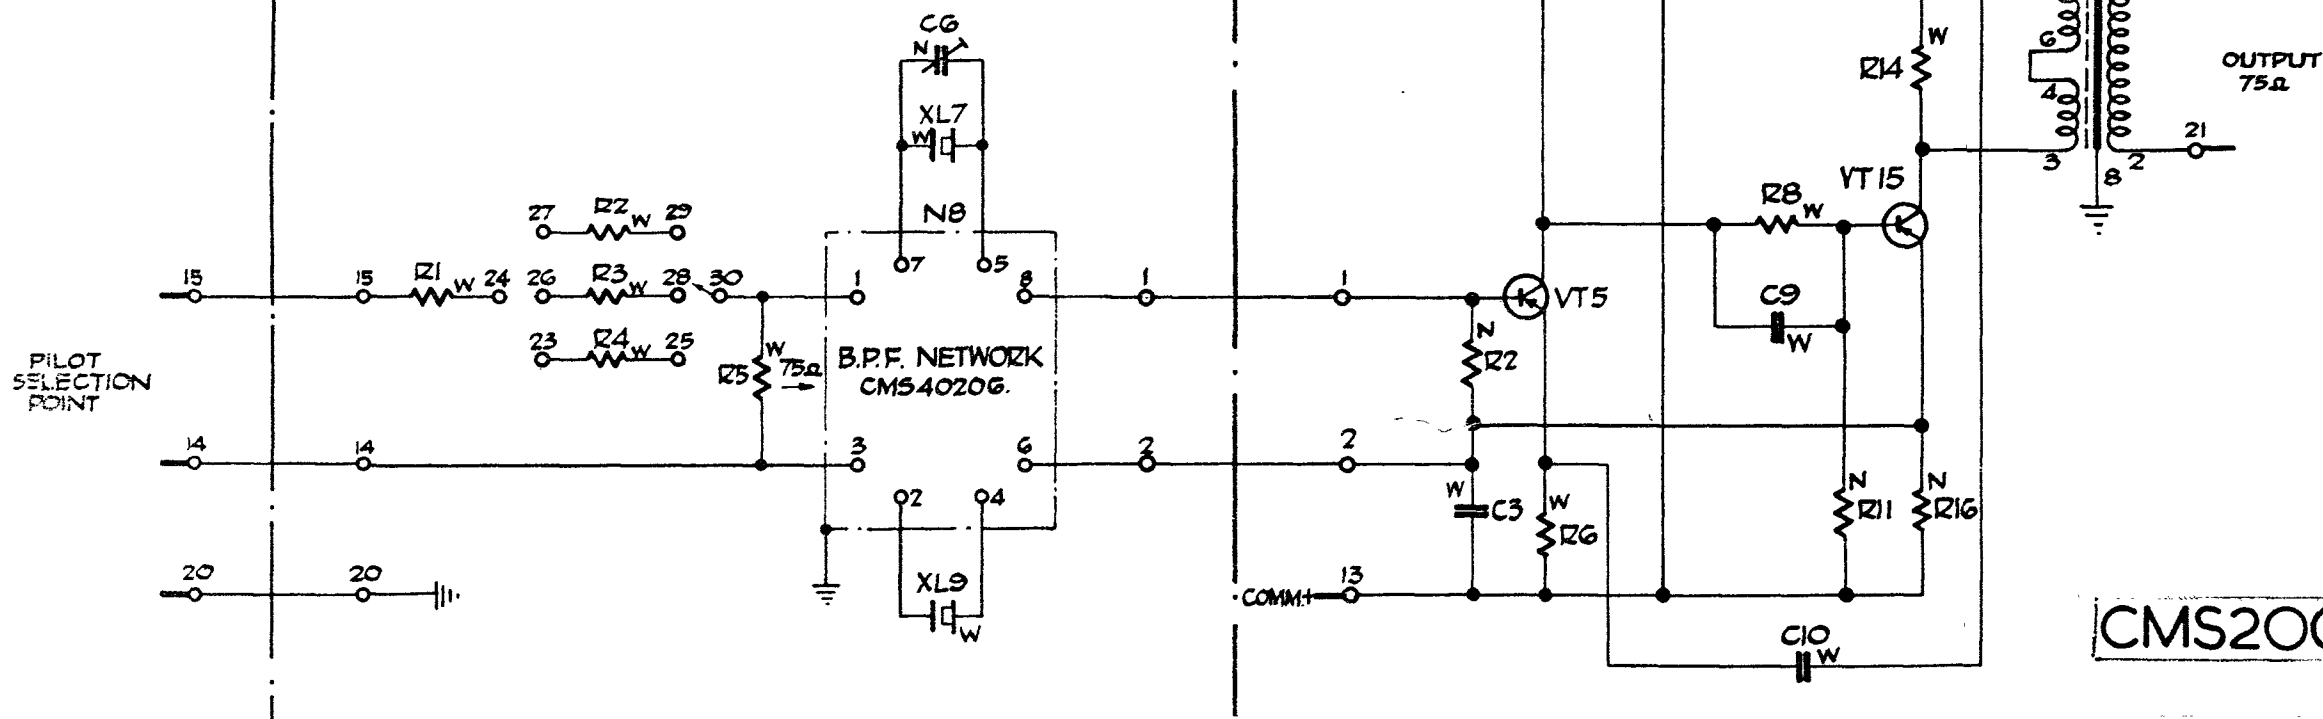 C6
N
XL7
W
N8
7
5
27
R2
W
29
15
15
R1
W
24
26
R3
W
28
30
1
8
1
1
23
R4
W
25
R5
W
75Ω
B.P.F. NETWORK
CMS40206.
PILOT
SELECTION
POINT
14
14
3
6
2
2
2
4
20
20
XL9
W
VT5
N
R2
W
C3
W
R6
COMM.+
13
R8
W
C9
W
VT15
W
R14
N
R11
N
R16
C10
W
6
4
3
8
2
21
OUTPUT
75Ω